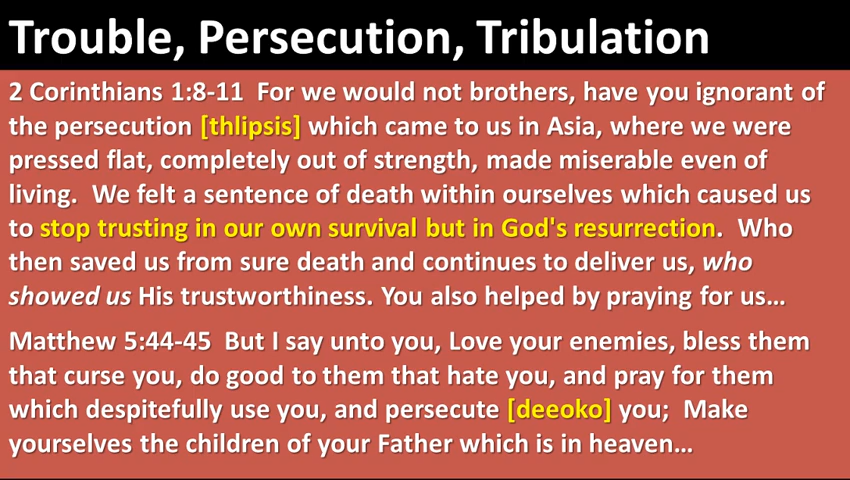 Trouble, Persecution, Tribulation
2 Corinthians 1:8-11  For we would not brothers, have you ignorant of
the persecution [thlipsis] which came to us in Asia, where we were
pressed flat, completely out of strength, made miserable even of
living.  We felt a sentence of death within ourselves which caused us
to stop trusting in our own survival but in God's resurrection.  Who
then saved us from sure death and continues to deliver us, who
showed us His trustworthiness. You also helped by praying for us…
Matthew 5:44-45  But I say unto you, Love your enemies, bless them
that curse you, do good to them that hate you, and pray for them
which despitefully use you, and persecute [deeoko] you;  Make
yourselves the children of your Father which is in heaven…